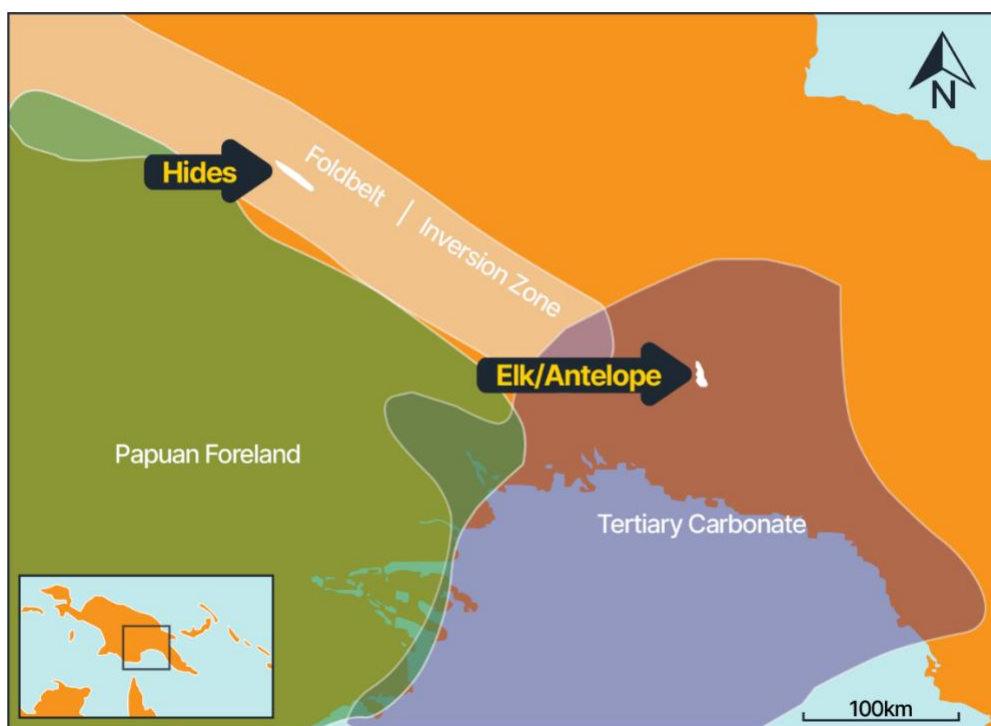 N
Hides
Foldbelt | Inversion Zone
Elk/Antelope
Papuan Foreland
Tertiary Carbonate
100km